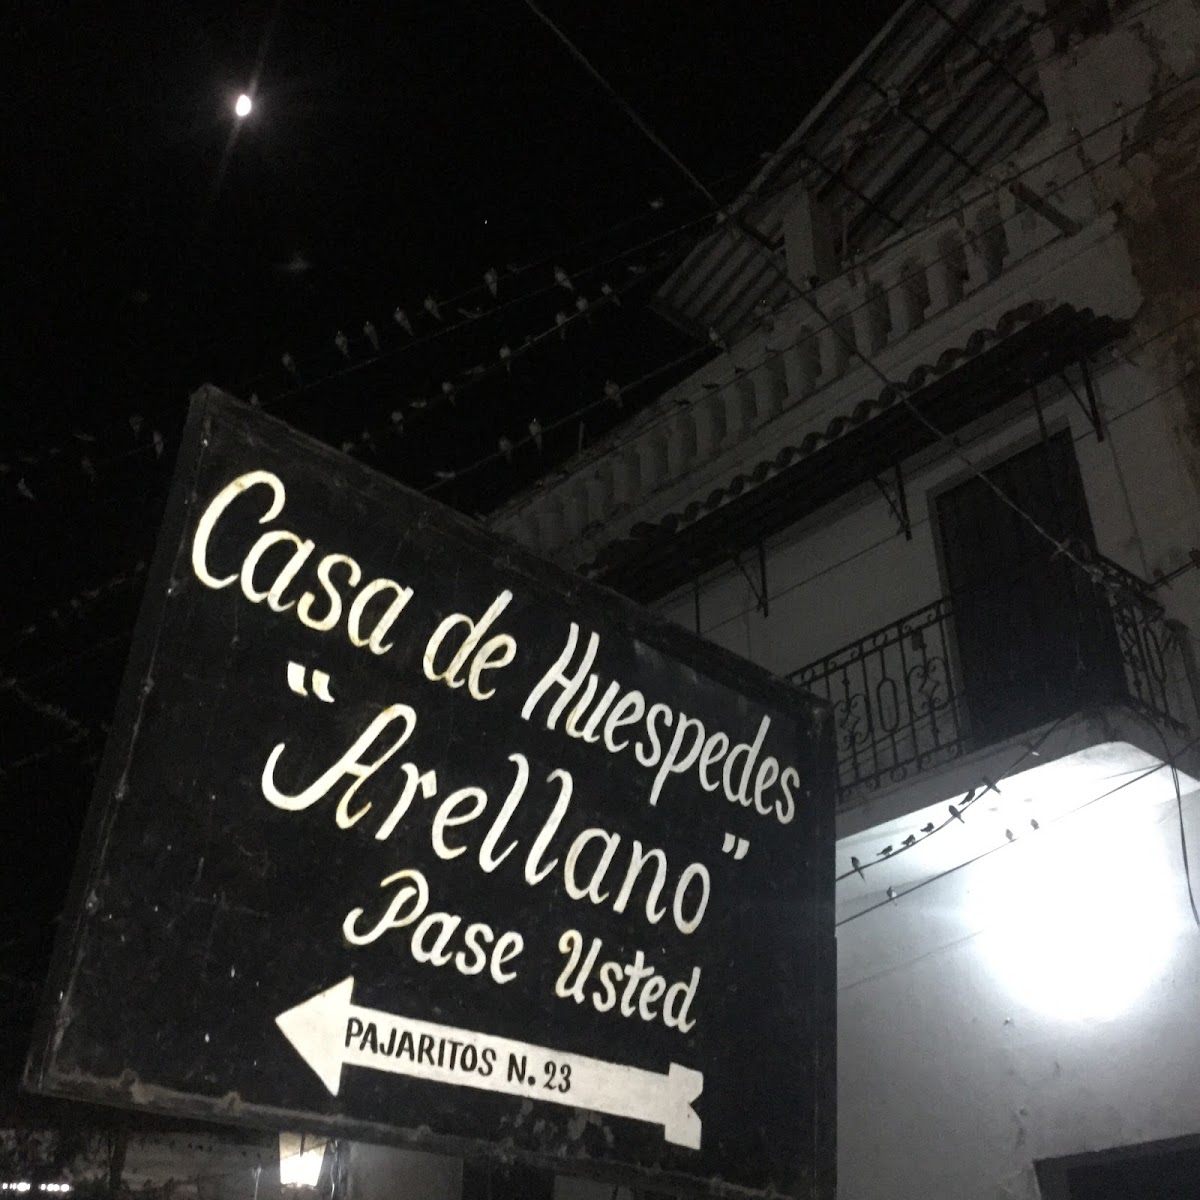 Casa de Huespedes
"Arellano"
Pase Usted
PAJARITOS N. 23